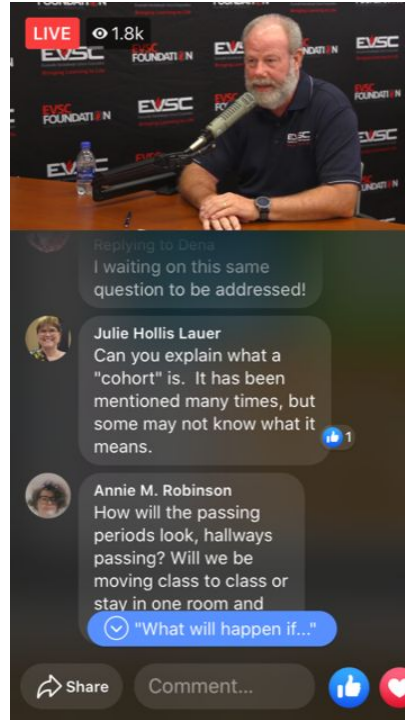 LIVE
1.8k
FOUNDATION
EVSC
FOUNDATION
EVSC
EVSC
FOUNDATION
EVSC
EVSC
FOUNDATION
EVSC
EVSC
Replying to Dena
I waiting on this same
question to be addressed!
Julie Hollis Lauer
Can you explain what a
"cohort" is. It has been
mentioned many times, but
some may not know what it
means.
1
Annie M. Robinson
How will the passing
periods look, hallways
passing? Will we be
moving class to class or
stay in one room and
"What will happen if..."
Share
Comment...